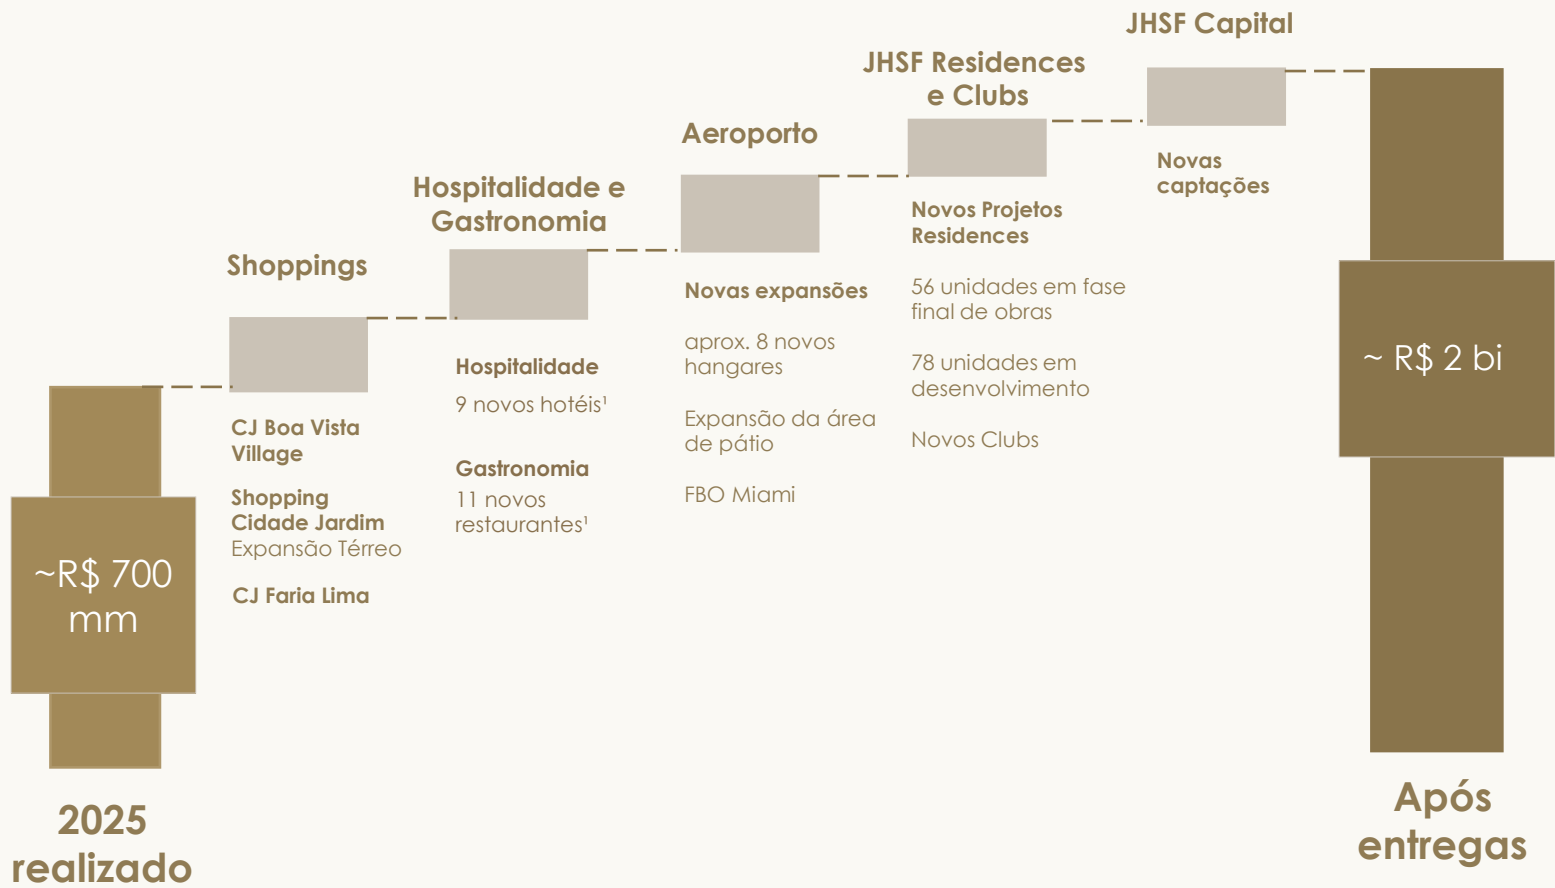 JHSF Capital
JHSF Residences
e Clubs
Aeroporto
Hospitalidade e
Gastronomia
Shoppings
~R$ 700
mm
2025
realizado
CJ Boa Vista
Village
Shopping
Cidade Jardim
Expansão Térreo
CJ Faria Lima
Hospitalidade
9 novos hotéis¹
Gastronomia
11 novos
restaurantes¹
Novas expansões
aprox. 8 novos
hangares
Expansão da área
de pátio
FBO Miami
Novos Projetos
Residences
56 unidades em fase
final de obras
78 unidades em
desenvolvimento
Novos Clubs
Novas
captações
~ R$ 2 bi
Após
entregas